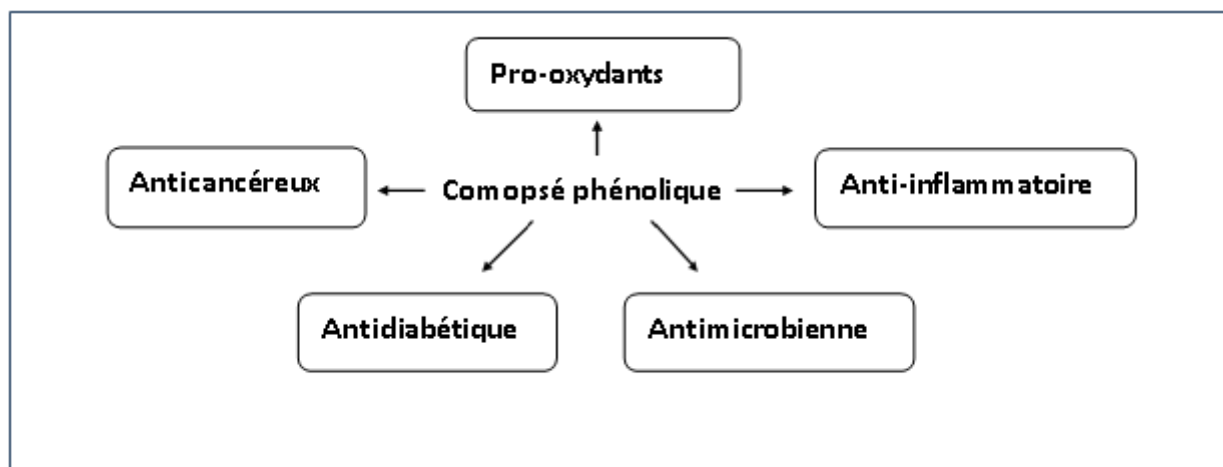 Pro-oxydants
Anticancéreux
Comopsé phénolique
Anti-inflammatoire
Antidiabétique
Antimicrobienne